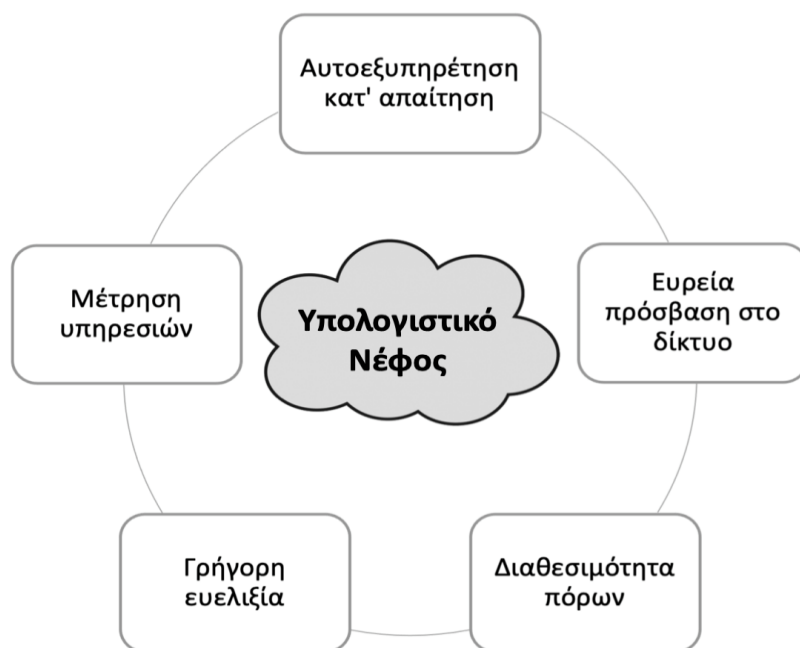 Αυτοεξυπηρέτηση
κατ' απαίτηση
Μέτρηση
υπηρεσιών
Υπολογιστικό
Νέφος
Ευρεία
πρόσβαση στο
δίκτυο
Γρήγορη
ευελιξία
Διαθεσιμότητα
πόρων